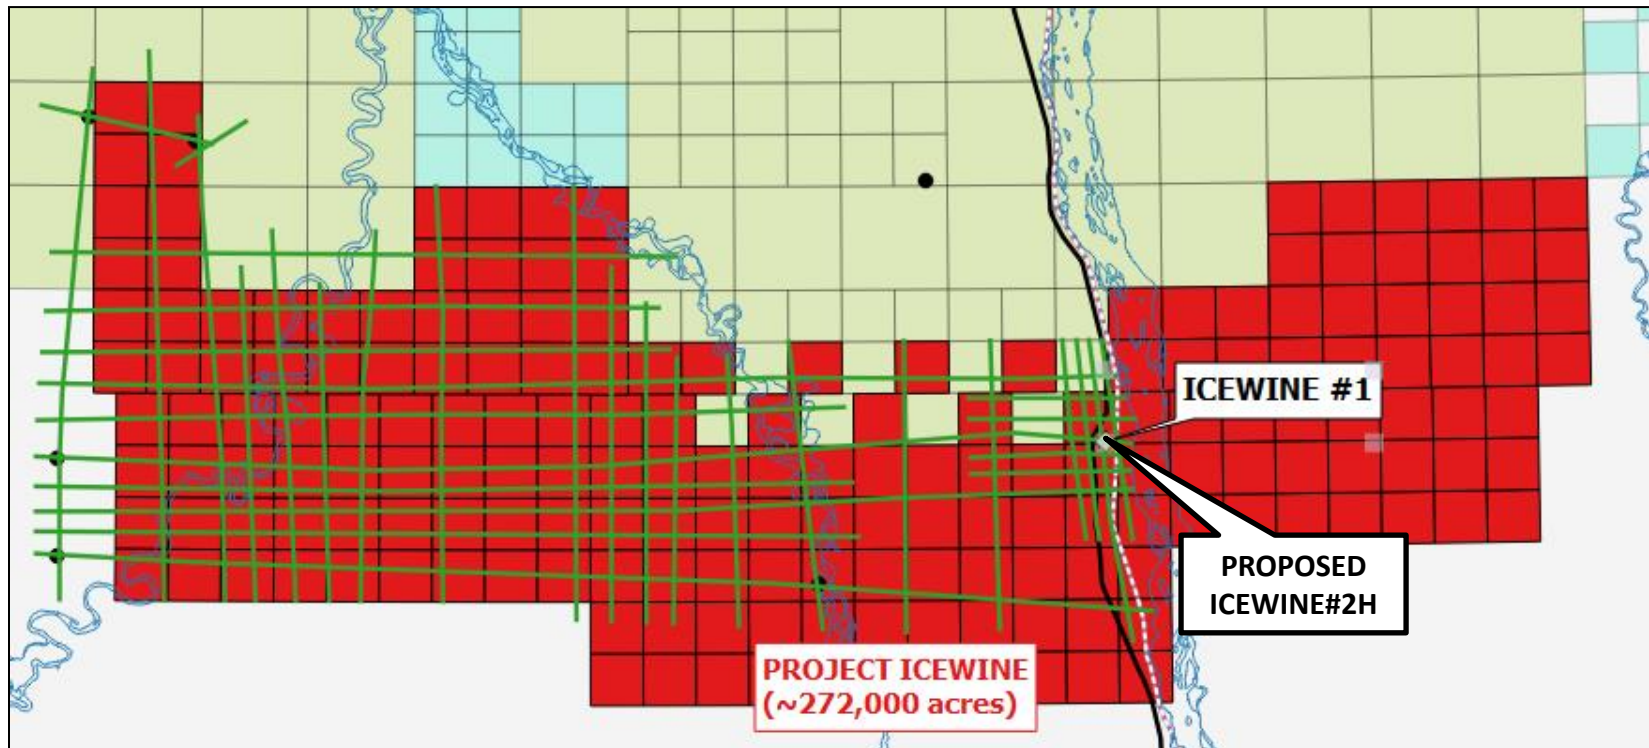 ICEWINE #1
PROPOSED
ICEWINE#2H
PROJECT ICEWINE
(~272,000 acres)